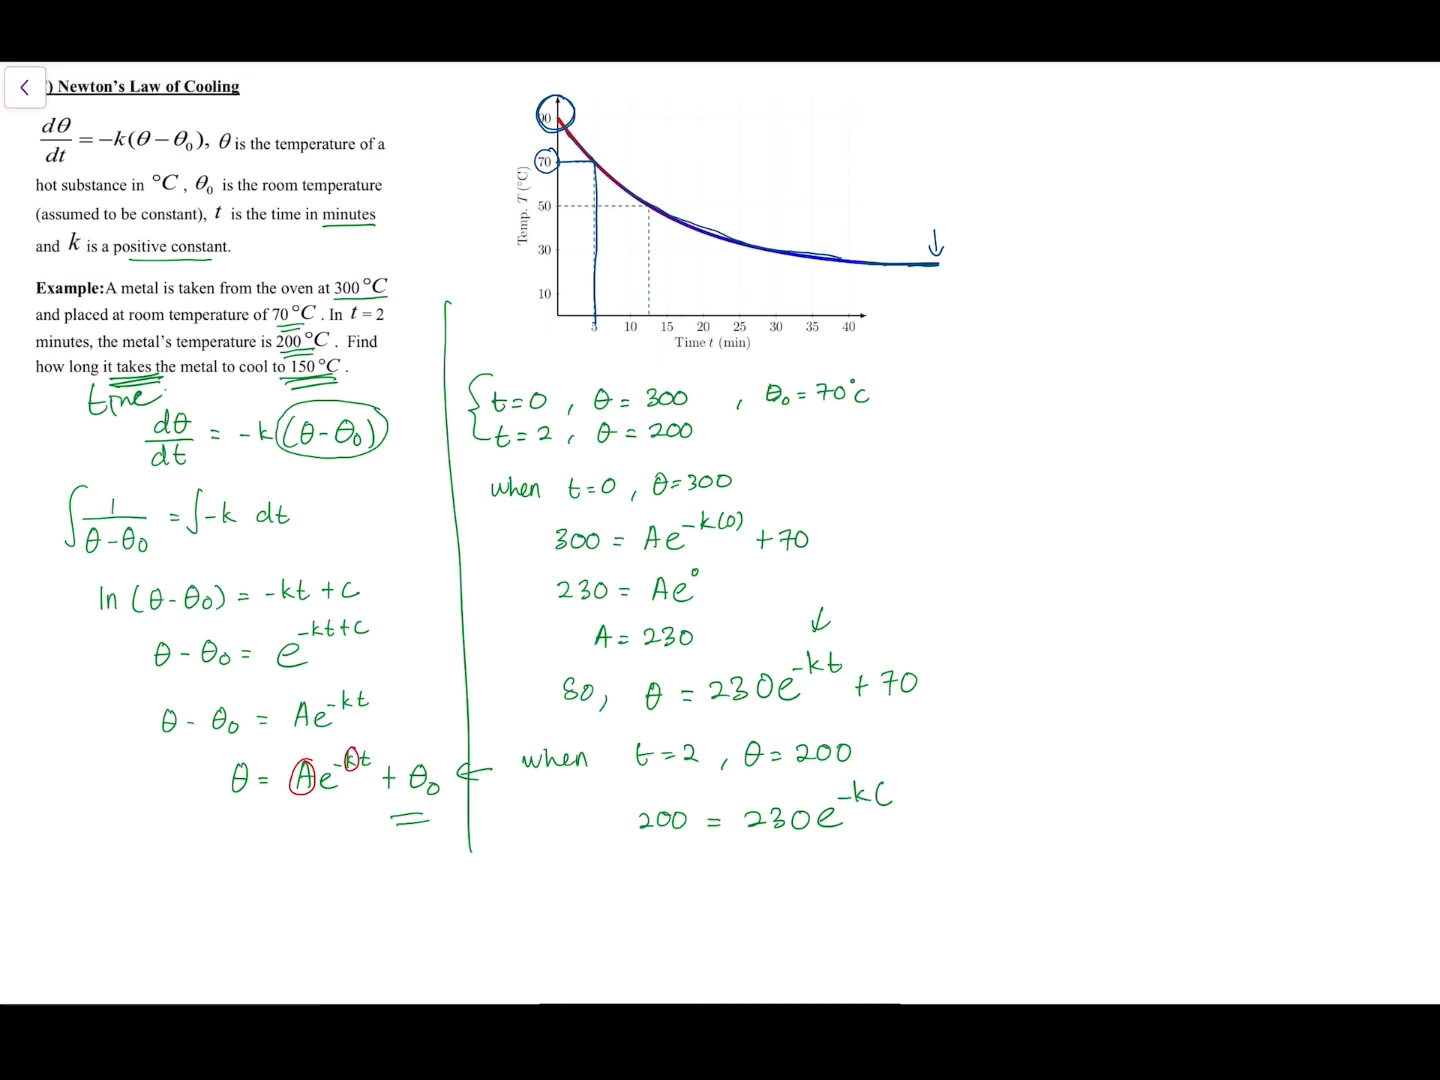 ) Newton's Law of Cooling
dθ/dt = −k(θ − θ₀), θ is the temperature of a
hot substance in °C, θ₀ is the room temperature
(assumed to be constant), t is the time in minutes
and k is a positive constant.
Example:A metal is taken from the oven at 300 °C
and placed at room temperature of 70 °C. In t = 2
minutes, the metal's temperature is 200 °C. Find
how long it takes the metal to cool to 150 °C.
time
dθ/dt = -k (θ - θ₀)
∫ 1/(θ - θ₀) = ∫ -k dt
ln (θ - θ₀) = -kt + c
θ - θ₀ = e^(-kt+c)
θ - θ₀ = Ae^(-kt)
θ = Ae^(-kt) + θ₀
90
70
50
30
10
Temp. T (°C)
5 10 15 20 25 30 35 40
Time t (min)
t = 0 , θ = 300 , θ₀ = 70°c
t = 2 , θ = 200
when t = 0 , θ = 300
300 = Ae^(-k(0)) + 70
230 = Ae^0
A = 230
So, θ = 230e^(-kt) + 70
when t = 2 , θ = 200
200 = 230e^(-k(